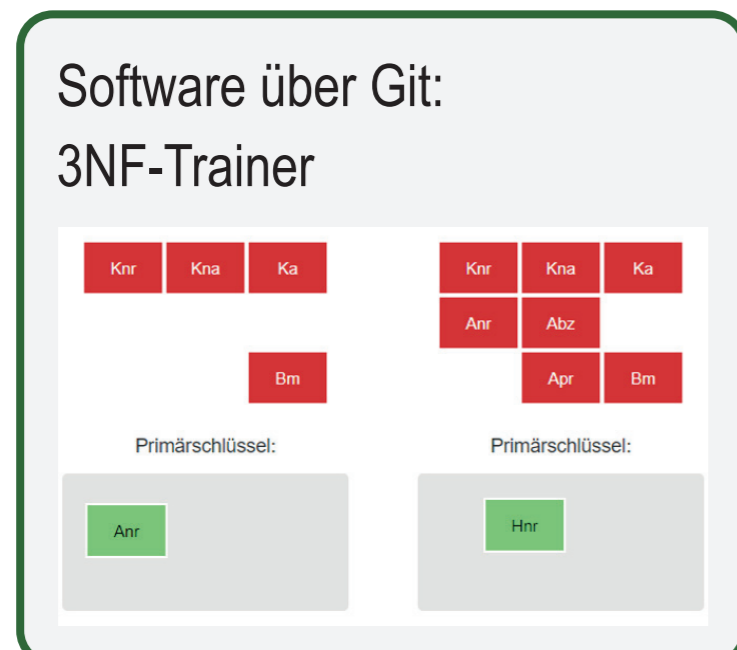 Software über Git:
3NF-Trainer
Knr Kna Ka
Bm
Primärschlüssel:
Anr
Knr Kna Ka
Anr Abz
Apr Bm
Primärschlüssel:
Hnr